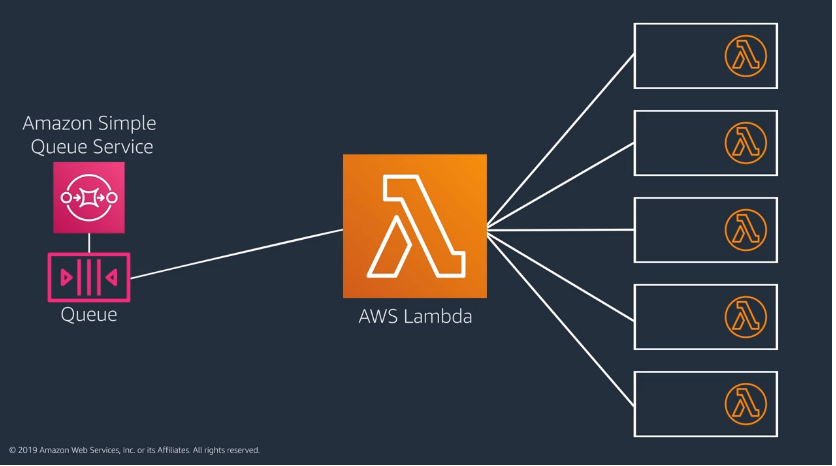 Amazon Simple
Queue Service
Queue
AWS Lambda
© 2019 Amazon Web Services, Inc. or its Affiliates. All rights reserved.